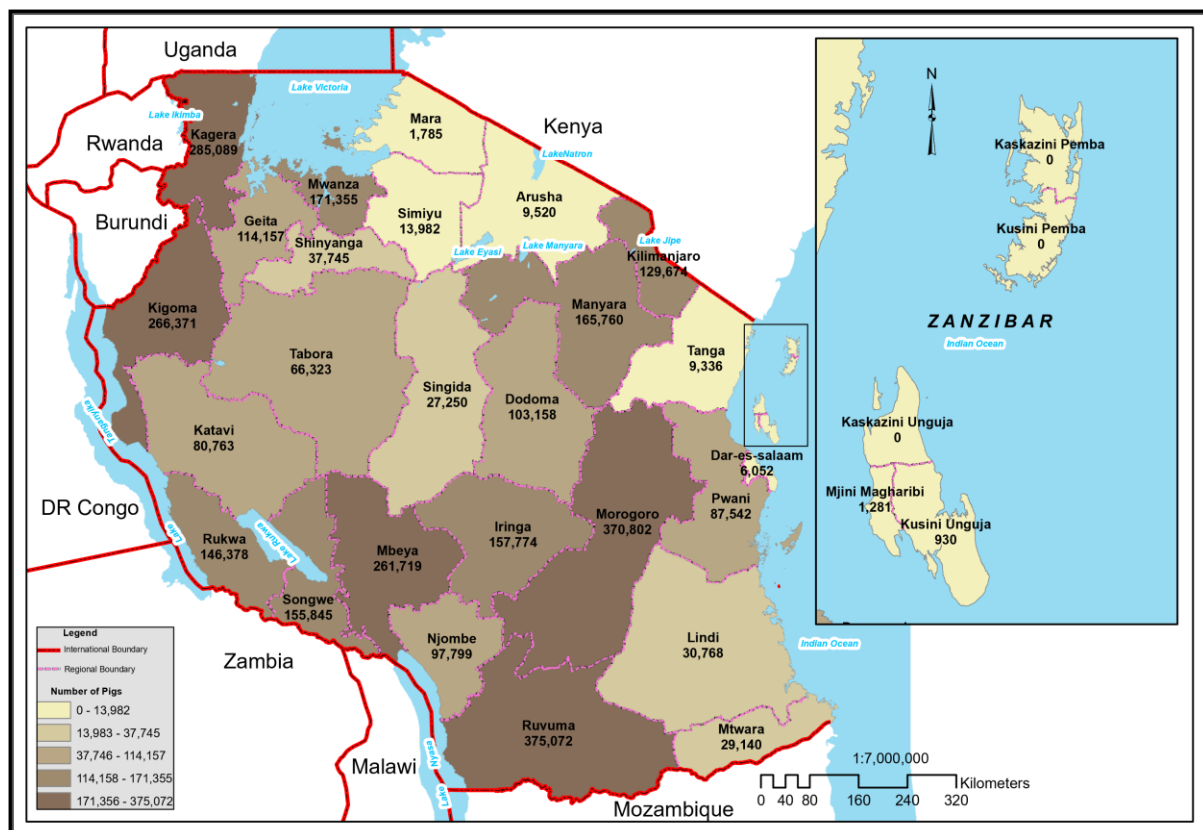 Uganda
Lake Victoria
Lake Ikimba
Kagera
285,089
Rwanda
Burundi
Mara
1,785
Kenya
LakeNatron
Mwanza
171,355
Geita
114,157
Simiyu
13,982
Arusha
9,520
Shinyanga
37,745
Lake Eyasi
Lake Manyara
Lake Jipe
Kilimanjaro
129,674
Kigoma
266,371
Manyara
165,760
Tabora
66,323
Tanga
9,336
Singida
27,250
Dodoma
103,158
Katavi
80,763
Lake Tanganyika
Dar-es-salaam
6,052
Pwani
87,542
DR Congo
Morogoro
370,802
Rukwa
146,378
Lake Rukwa
Iringa
157,774
Mbeya
261,719
Songwe
155,845
Njombe
97,799
Lindi
30,768
Indian Ocean
Zambia
Ruvuma
375,072
Mtwara
29,140
Malawi
Lake Nyasa
Mozambique
N
Kaskazini Pemba
0
Kusini Pemba
0
ZANZIBAR
Indian Ocean
Kaskazini Unguja
0
Mjini Magharibi
1,281
Kusini Unguja
930
Legend
International Boundary
Regional Boundary
Number of Pigs
0 - 13,982
13,983 - 37,745
37,746 - 114,157
114,158 - 171,355
171,356 - 375,072
1:7,000,000
Kilometers
0 40 80 160 240 320